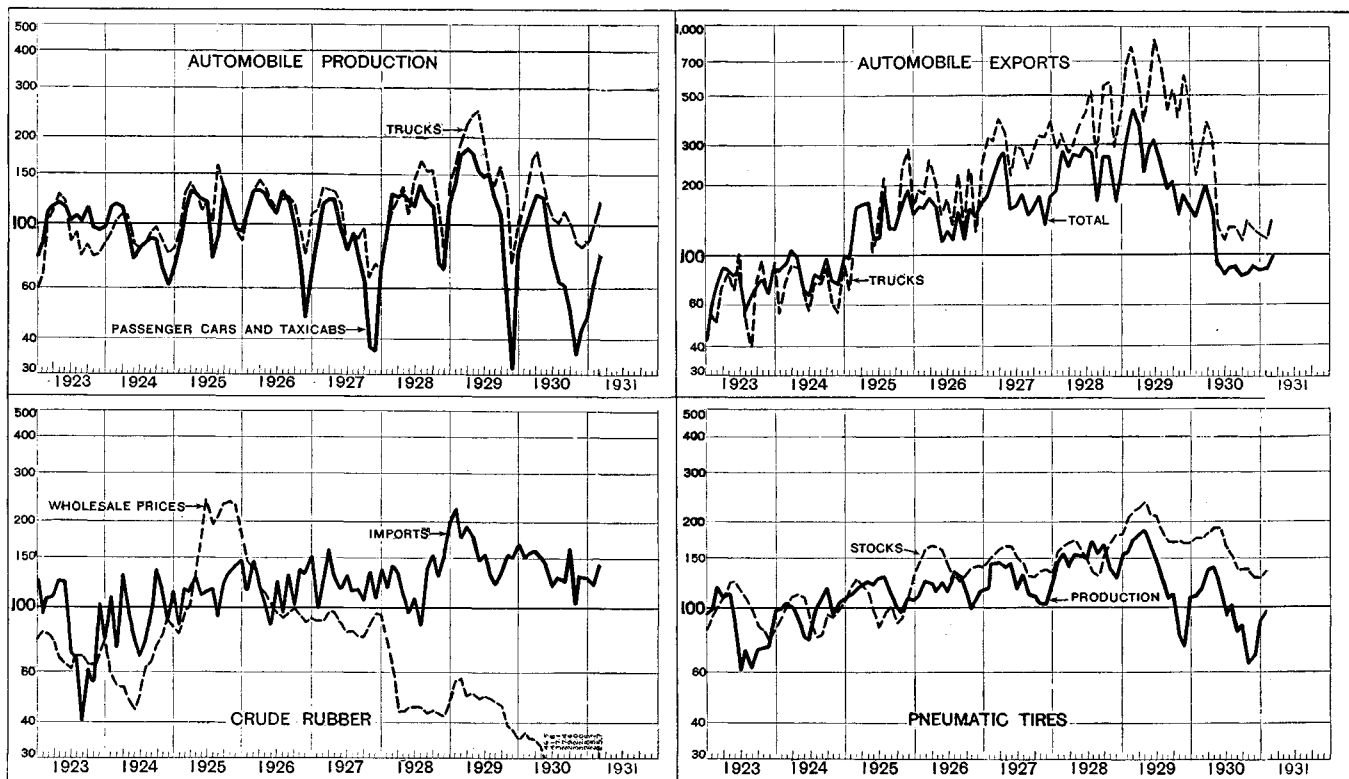 AUTOMOBILE PRODUCTION
500
400
300
200
150
100
60
40
30
TRUCKS
PASSENGER CARS AND TAXICABS
1923 1924 1925 1926 1927 1928 1929 1930 1931
AUTOMOBILE EXPORTS
1,000
700
500
300
200
100
60
40
30
TOTAL
TRUCKS
1923 1924 1925 1926 1927 1928 1929 1930 1931
500
400
300
200
150
100
60
40
30
WHOLESALE PRICES
IMPORTS
CRUDE RUBBER
1923 1924 1925 1926 1927 1928 1929 1930 1931
500
400
300
200
150
100
60
40
30
STOCKS
PRODUCTION
PNEUMATIC TIRES
1923 1924 1925 1926 1927 1928 1929 1930 1931